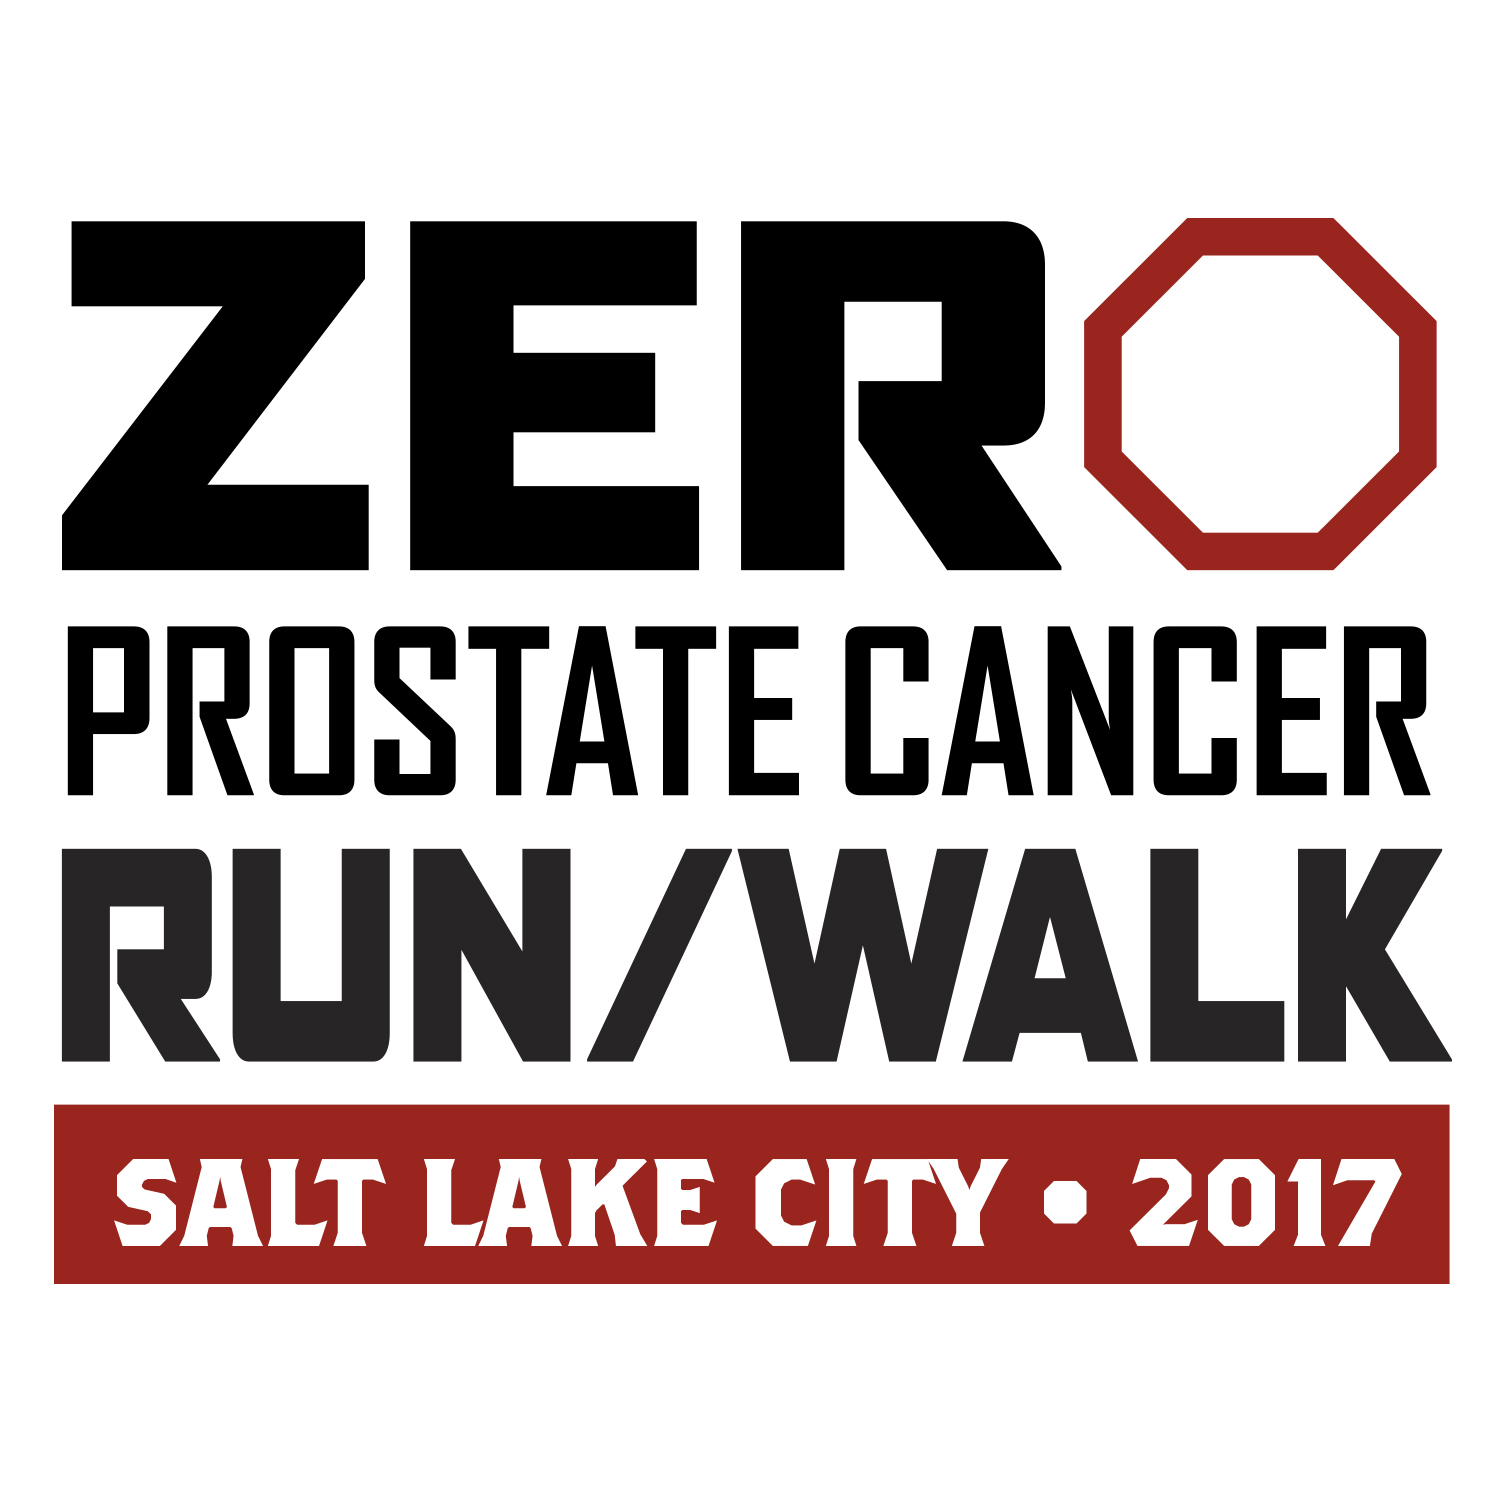 ZERO
PROSTATE CANCER
RUN/WALK
SALT LAKE CITY • 2017